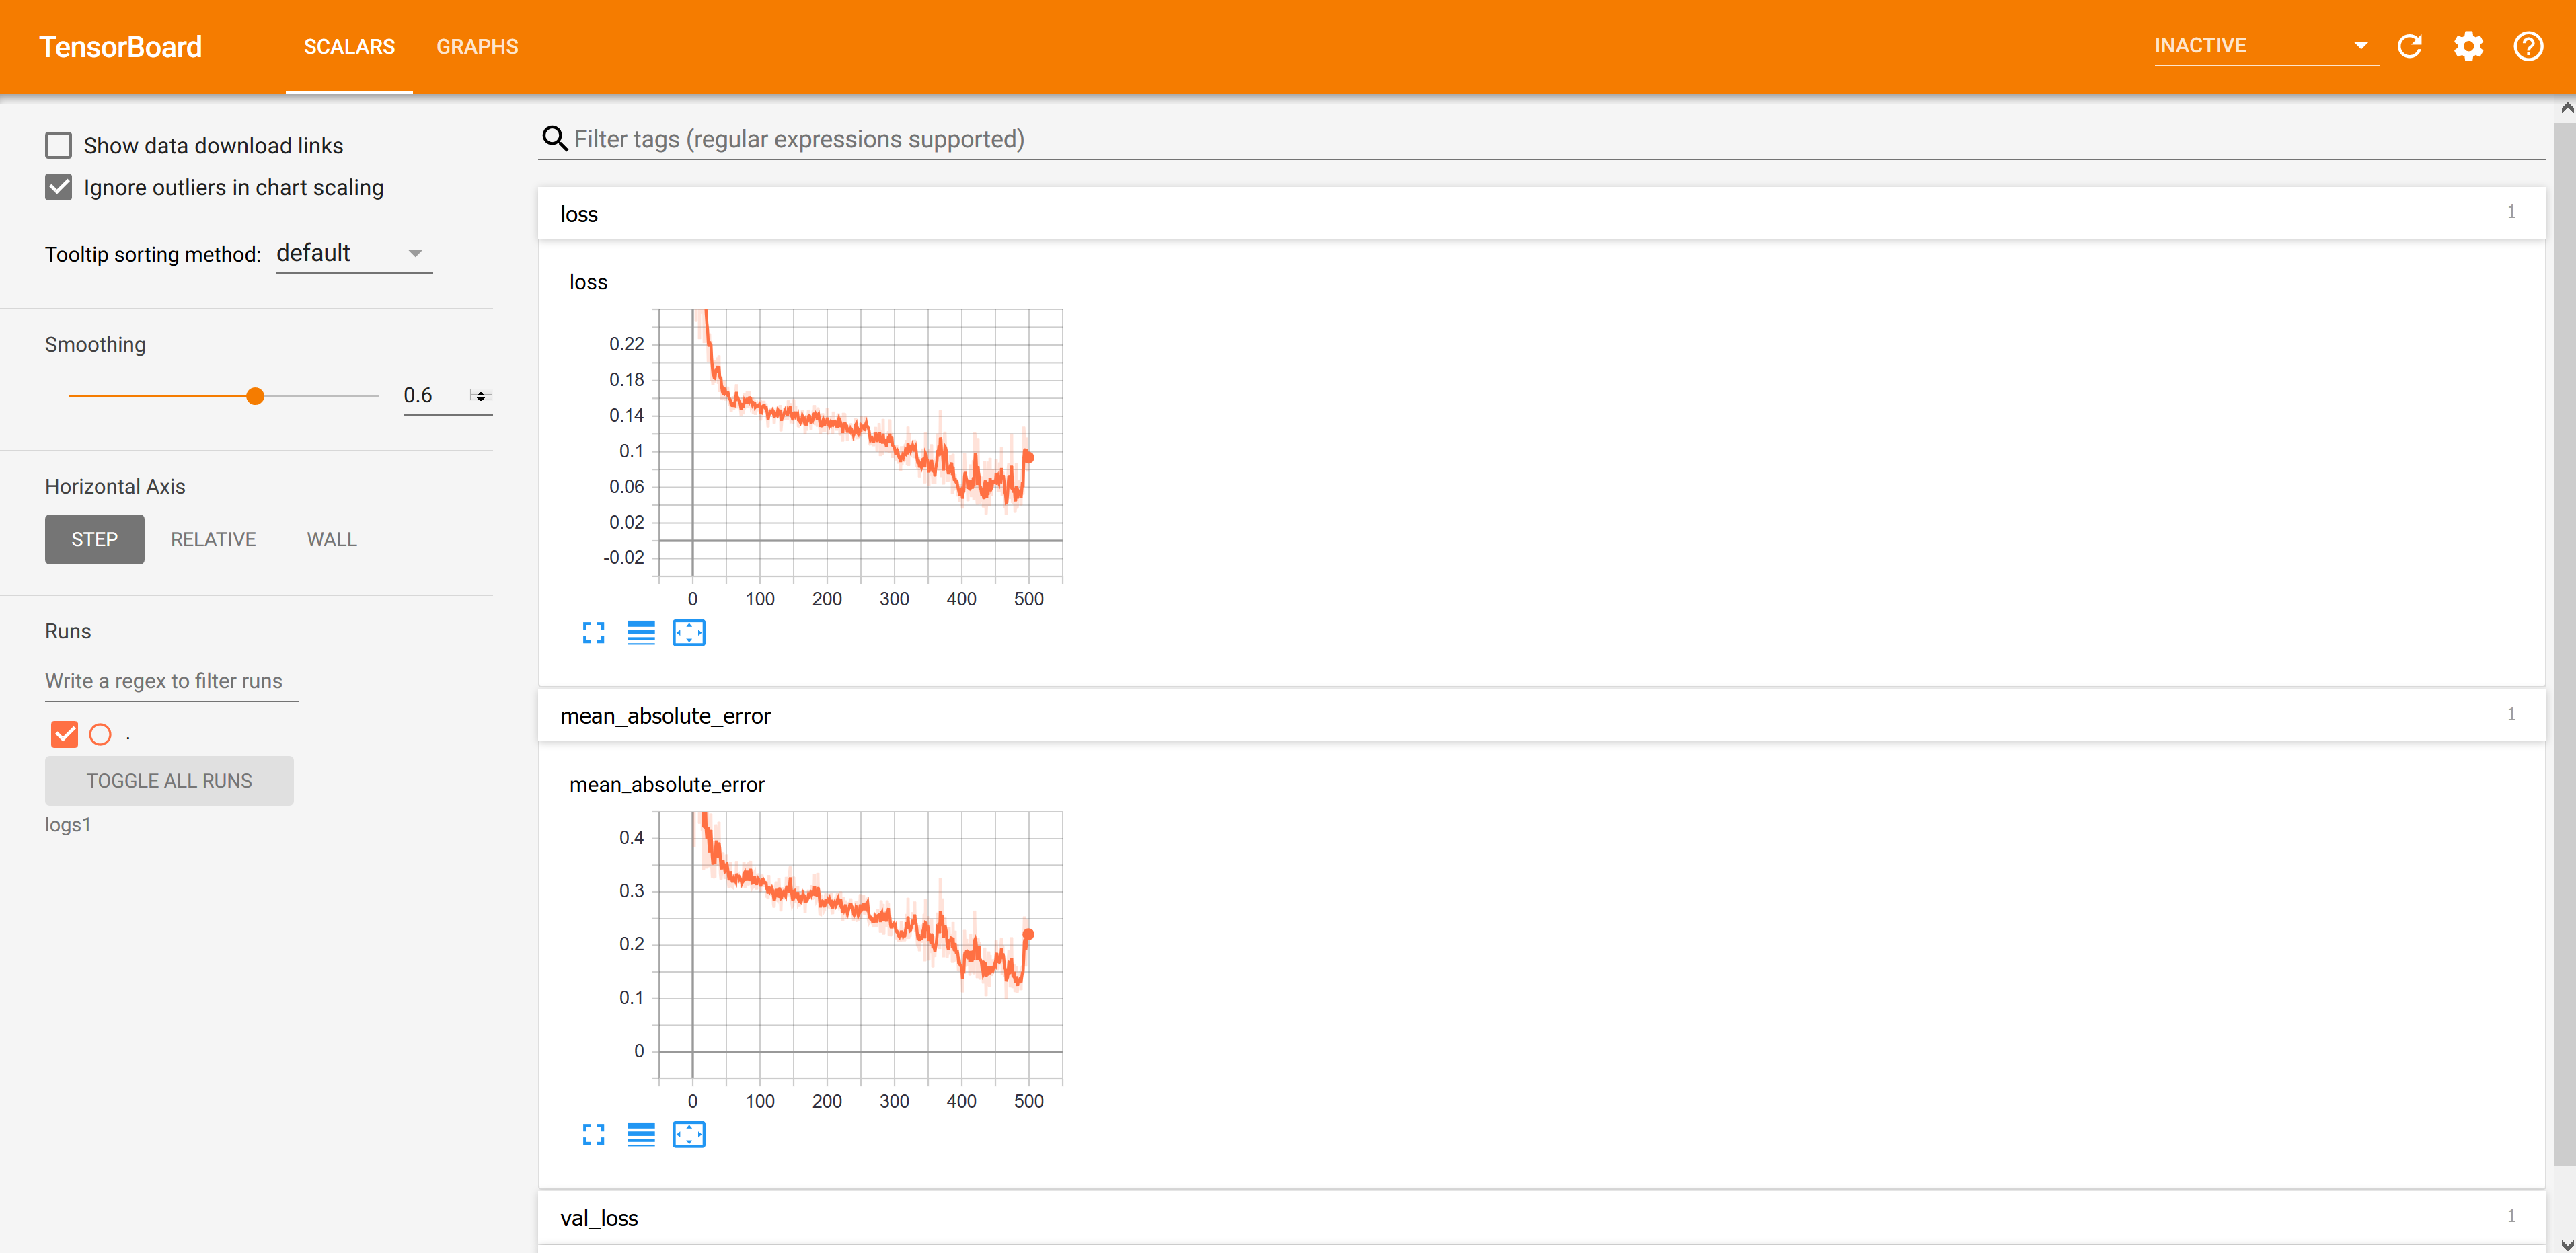 TensorBoard SCALARS GRAPHS INACTIVE
Show data download links
Ignore outliers in chart scaling
Tooltip sorting method: default
Smoothing
0.6
Horizontal Axis
STEP RELATIVE WALL
Runs
Write a regex to filter runs
.
TOGGLE ALL RUNS
logs1
Filter tags (regular expressions supported)
loss 1
loss
0.22
0.18
0.14
0.1
0.06
0.02
-0.02
0 100 200 300 400 500
mean_absolute_error 1
mean_absolute_error
0.4
0.3
0.2
0.1
0
0 100 200 300 400 500
val_loss 1